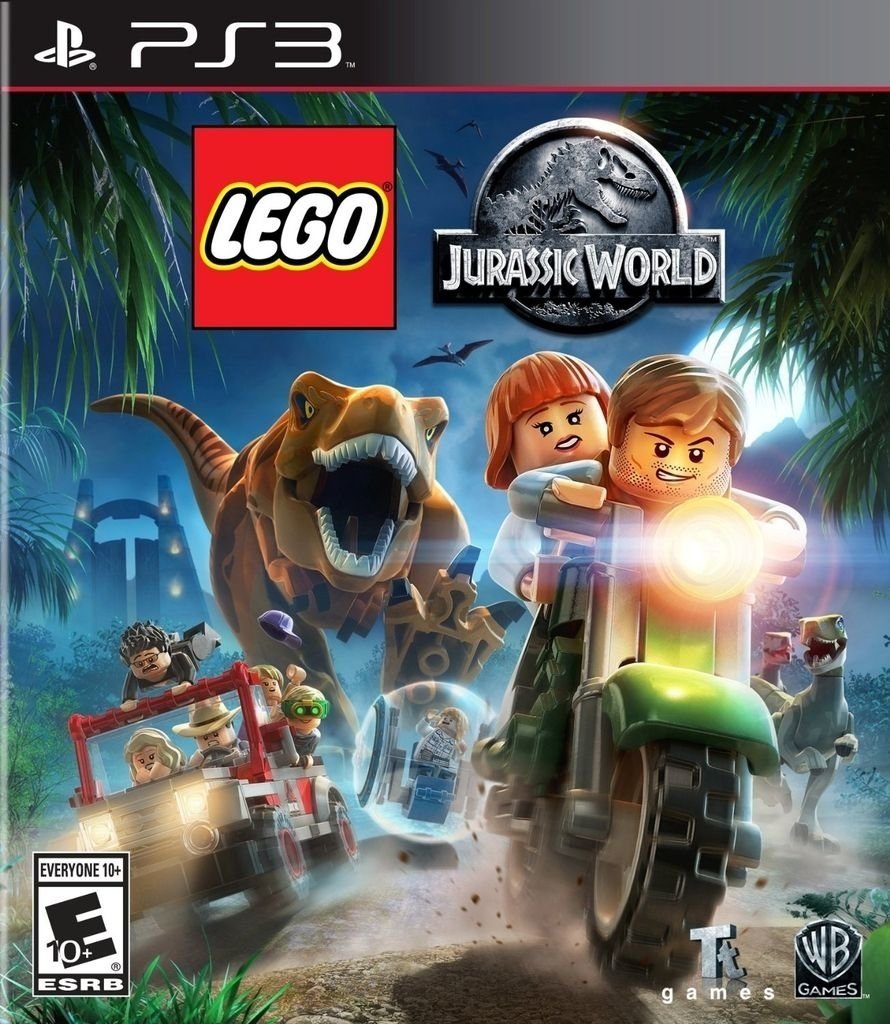 PS3
LEGO
JURASSIC WORLD
EVERYONE 10+
E
10+
ESRB
Tt
games
WB
GAMES